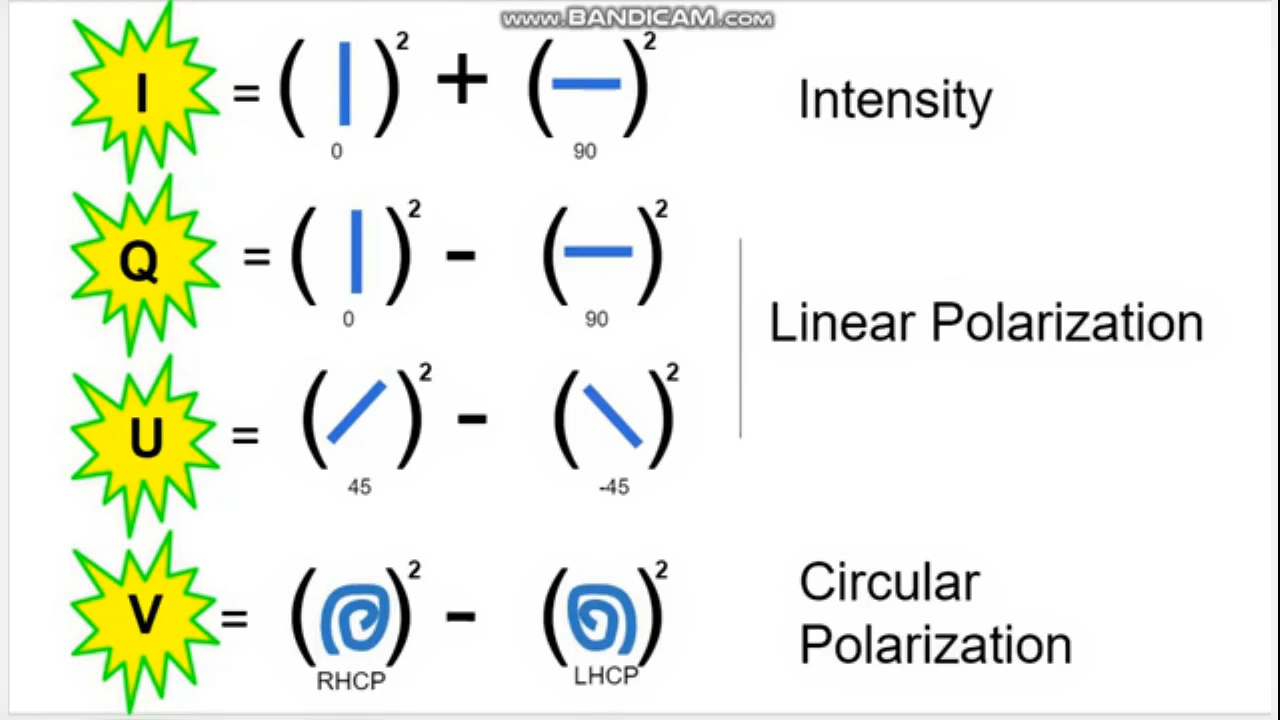 www.BANDICAM.com
I = ( )² + ( )² Intensity
0 90
Q = ( )² - ( )²
0 90
Linear Polarization
U = ( )² - ( )²
45 -45
V = ( )² - ( )² Circular
Polarization
RHCP LHCP